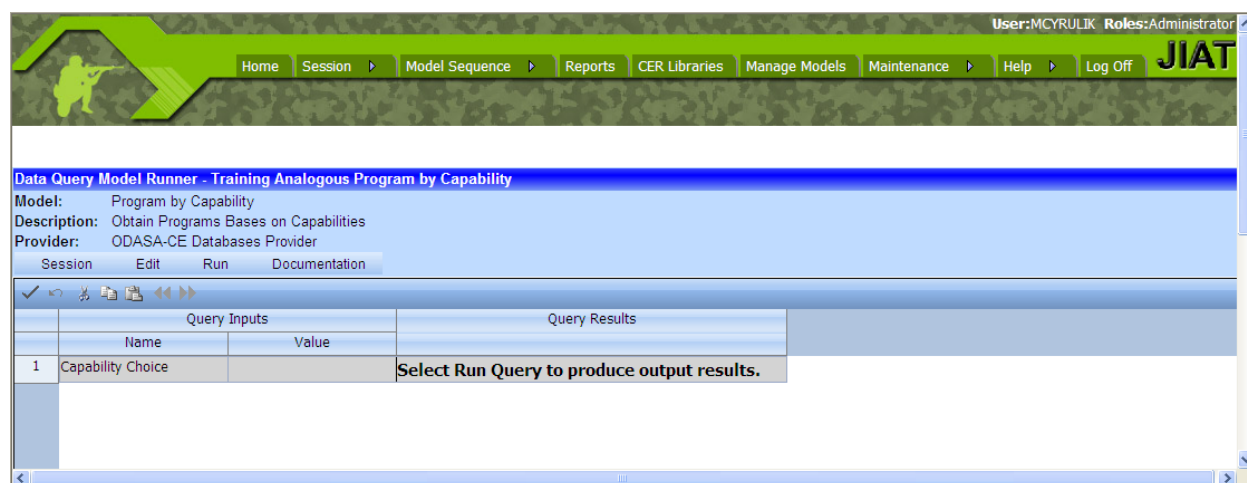 User:MCYRULIK Roles:Administrator
JIAT
Home Session Model Sequence Reports CER Libraries Manage Models Maintenance Help Log Off
Data Query Model Runner - Training Analogous Program by Capability
Model: Program by Capability
Description: Obtain Programs Bases on Capabilities
Provider: ODASA-CE Databases Provider
Session Edit Run Documentation
Query Inputs Query Results
Name Value
1 Capability Choice Select Run Query to produce output results.